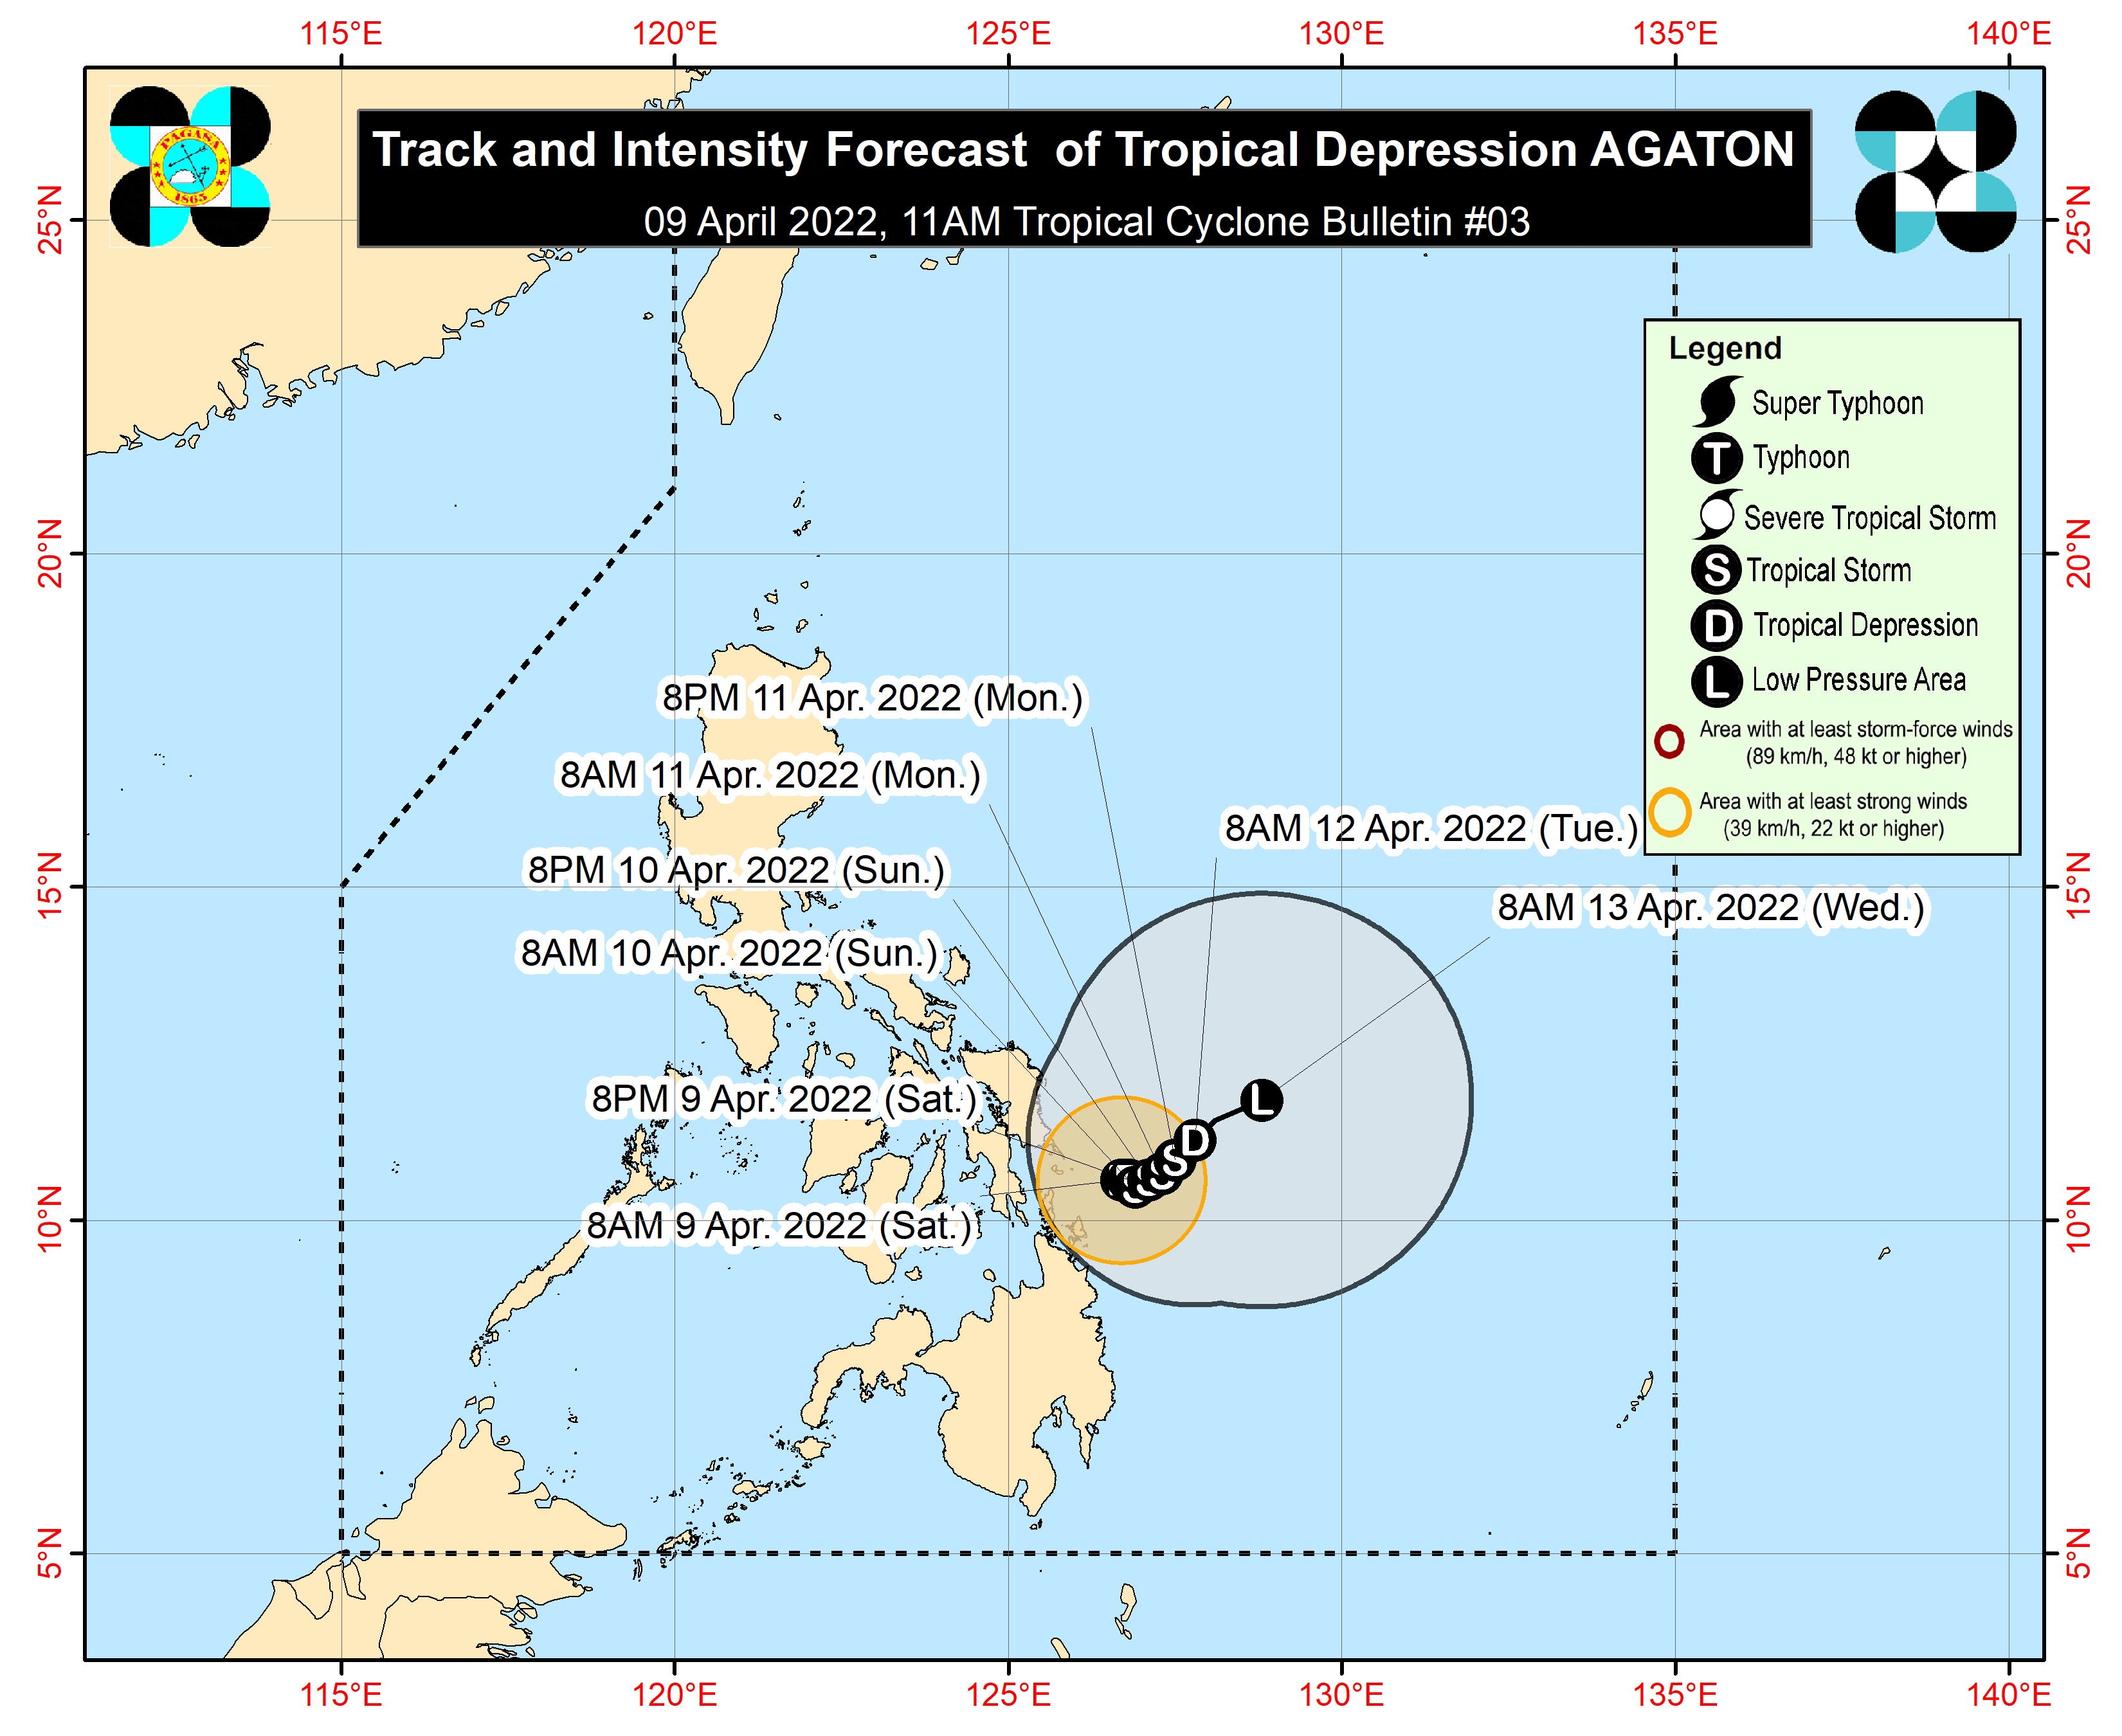 115°E 120°E 125°E 130°E 135°E 140°E
PAGASA
1865
Track and Intensity Forecast of Tropical Depression AGATON
09 April 2022, 11AM Tropical Cyclone Bulletin #03
25°N 25°N
Legend
Super Typhoon
T Typhoon
Severe Tropical Storm
S Tropical Storm
D Tropical Depression
L Low Pressure Area
Area with at least storm-force winds
(89 km/h, 48 kt or higher)
Area with at least strong winds
(39 km/h, 22 kt or higher)
20°N 20°N
8PM 11 Apr. 2022 (Mon.)
8AM 11 Apr. 2022 (Mon.)
8AM 12 Apr. 2022 (Tue.)
8PM 10 Apr. 2022 (Sun.)
15°N 15°N
8AM 13 Apr. 2022 (Wed.)
8AM 10 Apr. 2022 (Sun.)
8PM 9 Apr. 2022 (Sat.)
L
D
S
8AM 9 Apr. 2022 (Sat.)
10°N 10°N
5°N 5°N
115°E 120°E 125°E 130°E 135°E 140°E